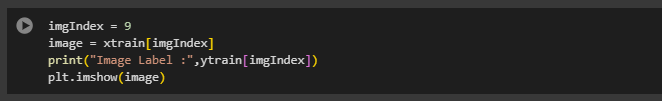 imgIndex = 9
image = xtrain[imgIndex]
print("Image Label :",ytrain[imgIndex])
plt.imshow(image)